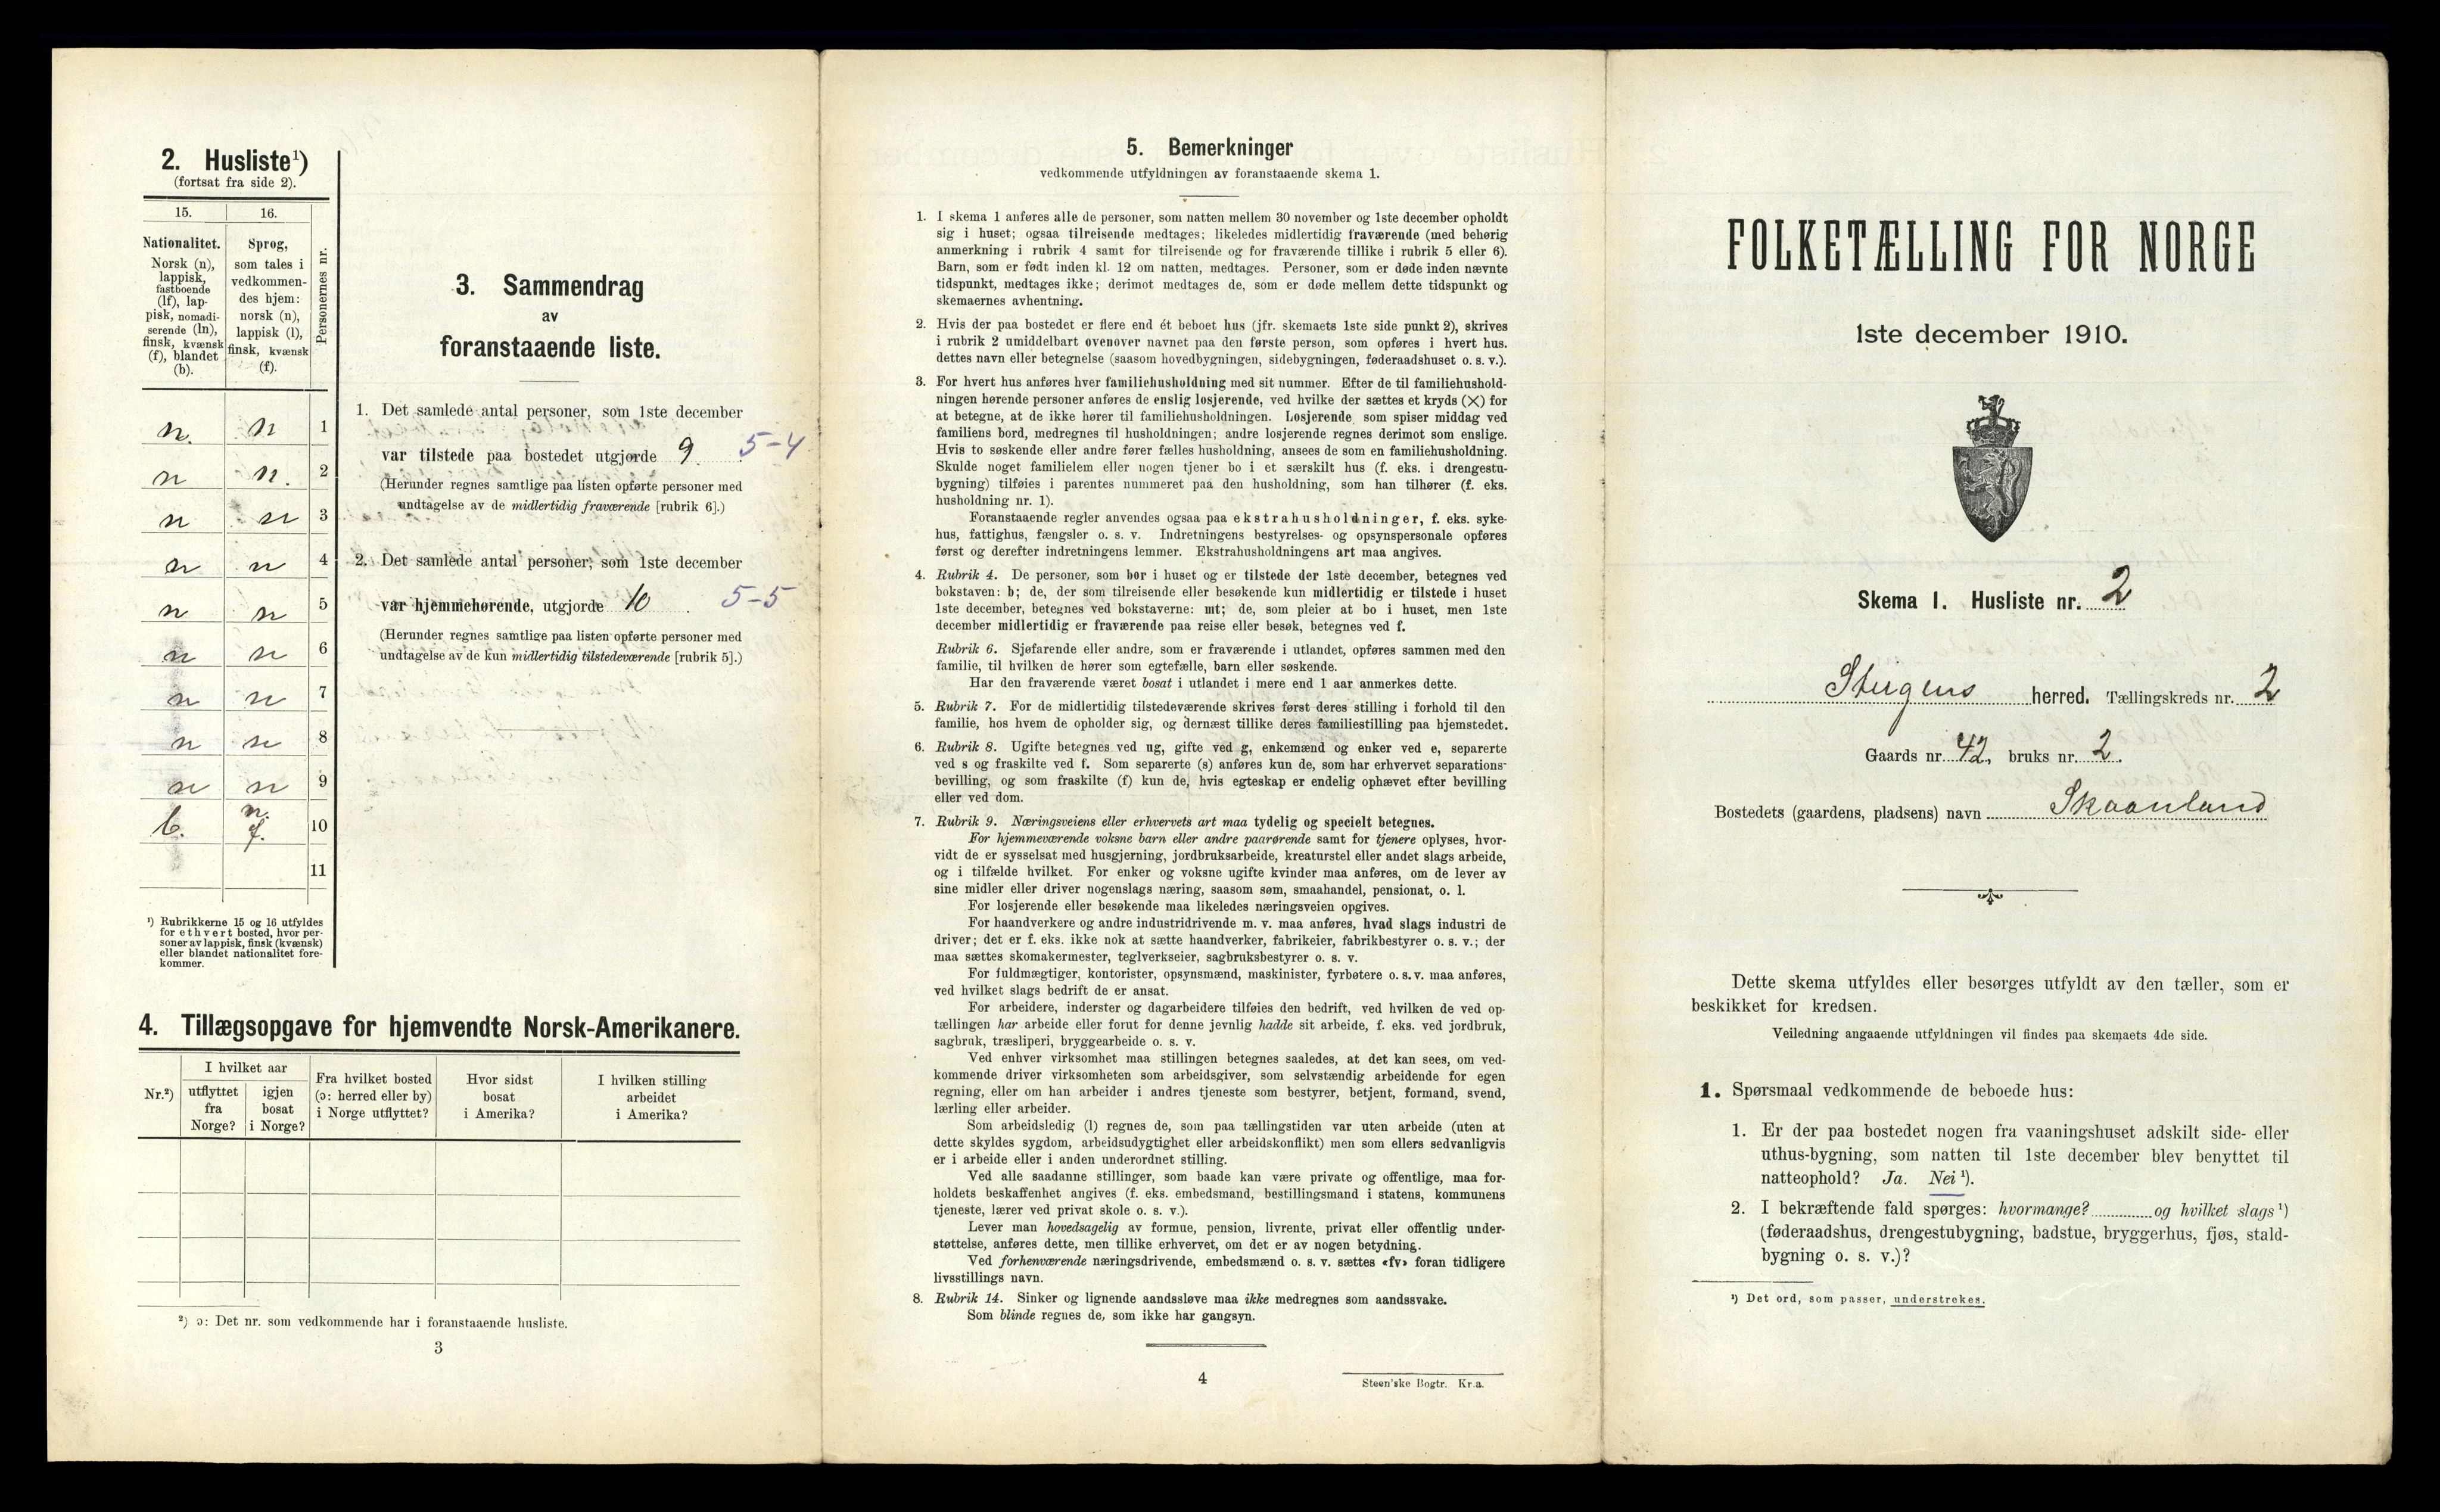 2. Husliste¹)
(fortsat fra side 2).
15. 16.
Nationalitet.
Norsk (n),
lappisk,
fastboende
(lf), lap-
pisk, nomadi-
serende (ln),
finsk, kvænsk
(f), blandet
(b).
Sprog,
som tales i
vedkommen-
des hjem:
norsk (n),
lappisk (l),
finsk, kvænsk
(f).
Personernes nr.
n. n 1
n n. 2
n n 3
n n 4
n n 5
n n 6
n n 7
n n 8
n n 9
b. n. f. 10
11
¹) Rubrikkerne 15 og 16 utfyldes
for ethvert bosted, hvor per-
soner av lappisk, finsk (kvænsk)
eller blandet nationalitet fore-
kommer.
3. Sammendrag
av
foranstaaende liste.
1. Det samlede antal personer, som 1ste december
var tilstede paa bostedet utgjorde 9. 5-4
(Herunder regnes samtlige paa listen opførte personer med
undtagelse av de midlertidig fraværende [rubrik 6].)
2. Det samlede antal personer, som 1ste december
var hjemmehørende, utgjorde 10. 5-5
(Herunder regnes samtlige paa listen opførte personer med
undtagelse av de kun midlertidig tilstedeværende [rubrik 5].)
4. Tillægsopgave for hjemvendte Norsk-Amerikanere.
Nr.²)
I hvilket aar
utflyttet
fra
Norge?
igjen
bosat
i Norge?
Fra hvilket bosted
(ɔ: herred eller by)
i Norge utflyttet?
Hvor sidst
bosat
i Amerika?
I hvilken stilling
arbeidet
i Amerika?
²) ɔ: Det nr. som vedkommende har i foranstaaende husliste.
3
5. Bemerkninger
vedkommende utfyldningen av foranstaaende skema 1.
1. I skema 1 anføres alle de personer, som natten mellem 30 november og 1ste december opholdt
sig i huset; ogsaa tilreisende medtages; likeledes midlertidig fraværende (med behørig
anmerkning i rubrik 4 samt for tilreisende og for fraværende tillike i rubrik 5 eller 6).
Barn, som er født inden kl. 12 om natten, medtages. Personer, som er døde inden nævnte
tidspunkt, medtages ikke; derimot medtages de, som er døde mellem dette tidspunkt og
skemaernes avhentning.
2. Hvis der paa bostedet er flere end ét beboet hus (jfr. skemaets 1ste side punkt 2), skrives
i rubrik 2 umiddelbart ovenover navnet paa den første person, som opføres i hvert hus.
dettes navn eller betegnelse (saasom hovedbygningen, sidebygningen, føderaadshuset o. s. v.).
3. For hvert hus anføres hver familiehusholdning med sit nummer. Efter de til familiehushold-
ningen hørende personer anføres de enslig losjerende, ved hvilke der sættes et kryds (×) for
at betegne, at de ikke hører til familiehusholdningen. Losjerende som spiser middag ved
familiens bord, medregnes til husholdningen; andre losjerende regnes derimot som enslige.
Hvis to søskende eller andre fører fælles husholdning, ansees de som en familiehusholdning.
Skulde noget familielem eller nogen tjener bo i et særskilt hus (f. eks. i drengestu-
bygning) tilføies i parentes nummeret paa den husholdning, som han tilhører (f. eks.
husholdning nr. 1).
Foranstaaende regler anvendes ogsaa paa ekstrahusholdninger, f. eks. syke-
hus, fattighus, fængsler o. s. v. Indretningens bestyrelses- og opsynspersonale opføres
først og derefter indretningens lemmer. Ekstrahusholdningens art maa angives.
4. Rubrik 4. De personer, som bor i huset og er tilstede der 1ste december, betegnes ved
bokstaven: b; de, der som tilreisende eller besøkende kun midlertidig er tilstede i huset
1ste december, betegnes ved bokstaverne: mt; de, som pleier at bo i huset, men 1ste
december midlertidig er fraværende paa reise eller besøk, betegnes ved f.
Rubrik 6. Sjøfarende eller andre, som er fraværende i utlandet, opføres sammen med den
familie, til hvilken de hører som egtefælle, barn eller søskende.
Har den fraværende været bosat i utlandet i mere end 1 aar anmerkes dette.
5. Rubrik 7. For de midlertidig tilstedeværende skrives først deres stilling i forhold til den
familie, hos hvem de opholder sig, og dernæst tillike deres familiestilling paa hjemstedet.
6. Rubrik 8. Ugifte betegnes ved ug, gifte ved g, enkemænd og enker ved e, separerte
ved s og fraskilte ved f. Som separerte (s) anføres kun de, som har erhvervet separations-
bevilling, og som fraskilte (f) kun de, hvis egteskap er endelig ophævet efter bevilling
eller ved dom.
7. Rubrik 9. Næringsveiens eller erhvervets art maa tydelig og specielt betegnes.
For hjemmeværende voksne barn eller andre paarørende samt for tjenere oplyses, hvor-
vidt de er sysselsat med husgjerning, jordbruksarbeide, kreaturstel eller andet slags arbeide,
og i tilfælde hvilket. For enker og voksne ugifte kvinder maa anføres, om de lever av
sine midler eller driver nogenslags næring, saasom søm, smaahandel, pensionat, o. l.
For losjerende eller besøkende maa likeledes næringsveien opgives.
For haandverkere og andre industridrivende m. v. maa anføres, hvad slags industri de
driver; det er f. eks. ikke nok at sætte haandverker, fabrikeier, fabrikbestyrer o. s. v.; der
maa sættes skomakermester, teglverkseier, sagbruksbestyrer o. s. v.
For fuldmægtiger, kontorister, opsynsmænd, maskinister, fyrbøtere o. s. v. maa anføres,
ved hvilket slags bedrift de er ansat.
For arbeidere, inderster og dagarbeidere tilføies den bedrift, ved hvilken de ved op-
tællingen har arbeide eller forut for denne jevnlig hadde sit arbeide, f. eks. ved jordbruk,
sagbruk, træsliperi, bryggearbeide o. s. v.
Ved enhver virksomhet maa stillingen betegnes saaledes, at det kan sees, om ved-
kommende driver virksomheten som arbeidsgiver, som selvstændig arbeidende for egen
regning, eller om han arbeider i andres tjeneste som bestyrer, betjent, formand, svend,
lærling eller arbeider.
Som arbeidsledig (l) regnes de, som paa tællingstiden var uten arbeide (uten at
dette skyldes sygdom, arbeidsudygtighet eller arbeidskonflikt) men som ellers sedvanligvis
er i arbeide eller i anden underordnet stilling.
Ved alle saadanne stillinger, som baade kan være private og offentlige, maa for-
holdets beskaffenhet angives (f. eks. embedsmand, bestillingsmand i statens, kommunens
tjeneste, lærer ved privat skole o. s. v.).
Lever man hovedsagelig av formue, pension, livrente, privat eller offentlig under-
støttelse, anføres dette, men tillike erhvervet, om det er av nogen betydning.
Ved forhenværende næringsdrivende, embedsmænd o. s. v. sættes «fv» foran tidligere
livsstillings navn.
8. Rubrik 14. Sinker og lignende aandssløve maa ikke medregnes som aandssvake.
Som blinde regnes de, som ikke har gangsyn.
4
Steen'ske Bogtr. Kr.a.
FOLKETÆLLING FOR NORGE
1ste december 1910.
Skema 1. Husliste nr. 2
Steigens herred. Tællingskreds nr. 2
Gaards nr. 42, bruks nr. 2.
Bostedets (gaardens, pladsens) navn Skaanland
Dette skema utfyldes eller besørges utfyldt av den tæller, som er
beskikket for kredsen.
Veiledning angaaende utfyldningen vil findes paa skemaets 4de side.
1. Spørsmaal vedkommende de beboede hus:
1. Er der paa bostedet nogen fra vaaningshuset adskilt side- eller
uthus-bygning, som natten til 1ste december blev benyttet til
natteophold? Ja. Nei ¹).
2. I bekræftende fald spørges: hvormange? og hvilket slags ¹)
(føderaadshus, drengestubygning, badstue, bryggerhus, fjøs, stald-
bygning o. s. v.)?
¹) Det ord, som passer, understrekes.